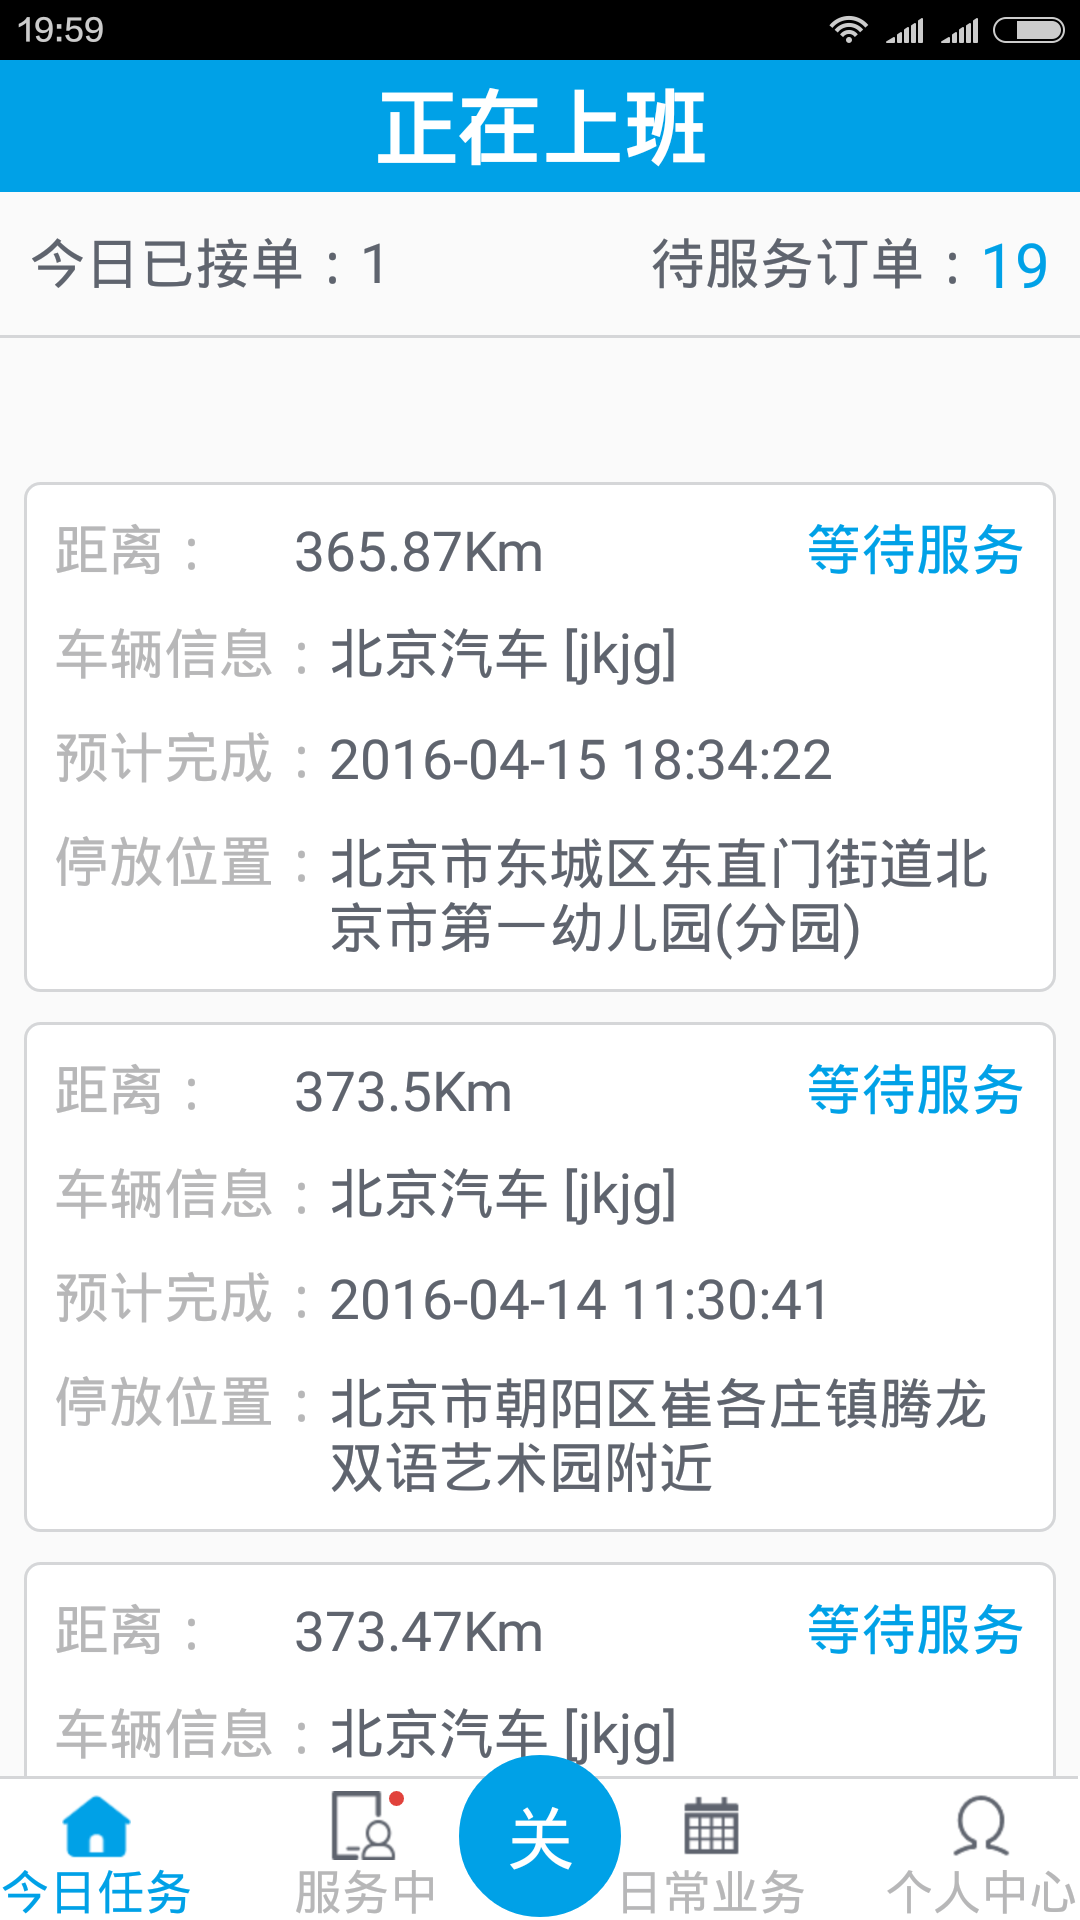 19:59
正在上班
今日已接单：1 待服务订单：19
距离： 365.87Km 等待服务
车辆信息：北京汽车 [jkjg]
预计完成：2016-04-15 18:34:22
停放位置：北京市东城区东直门街道北
京市第一幼儿园(分园)
距离： 373.5Km 等待服务
车辆信息：北京汽车 [jkjg]
预计完成：2016-04-14 11:30:41
停放位置：北京市朝阳区崔各庄镇腾龙
双语艺术园附近
距离： 373.47Km 等待服务
车辆信息：北京汽车 [jkjg]
关
今日任务 服务中 日常业务 个人中心